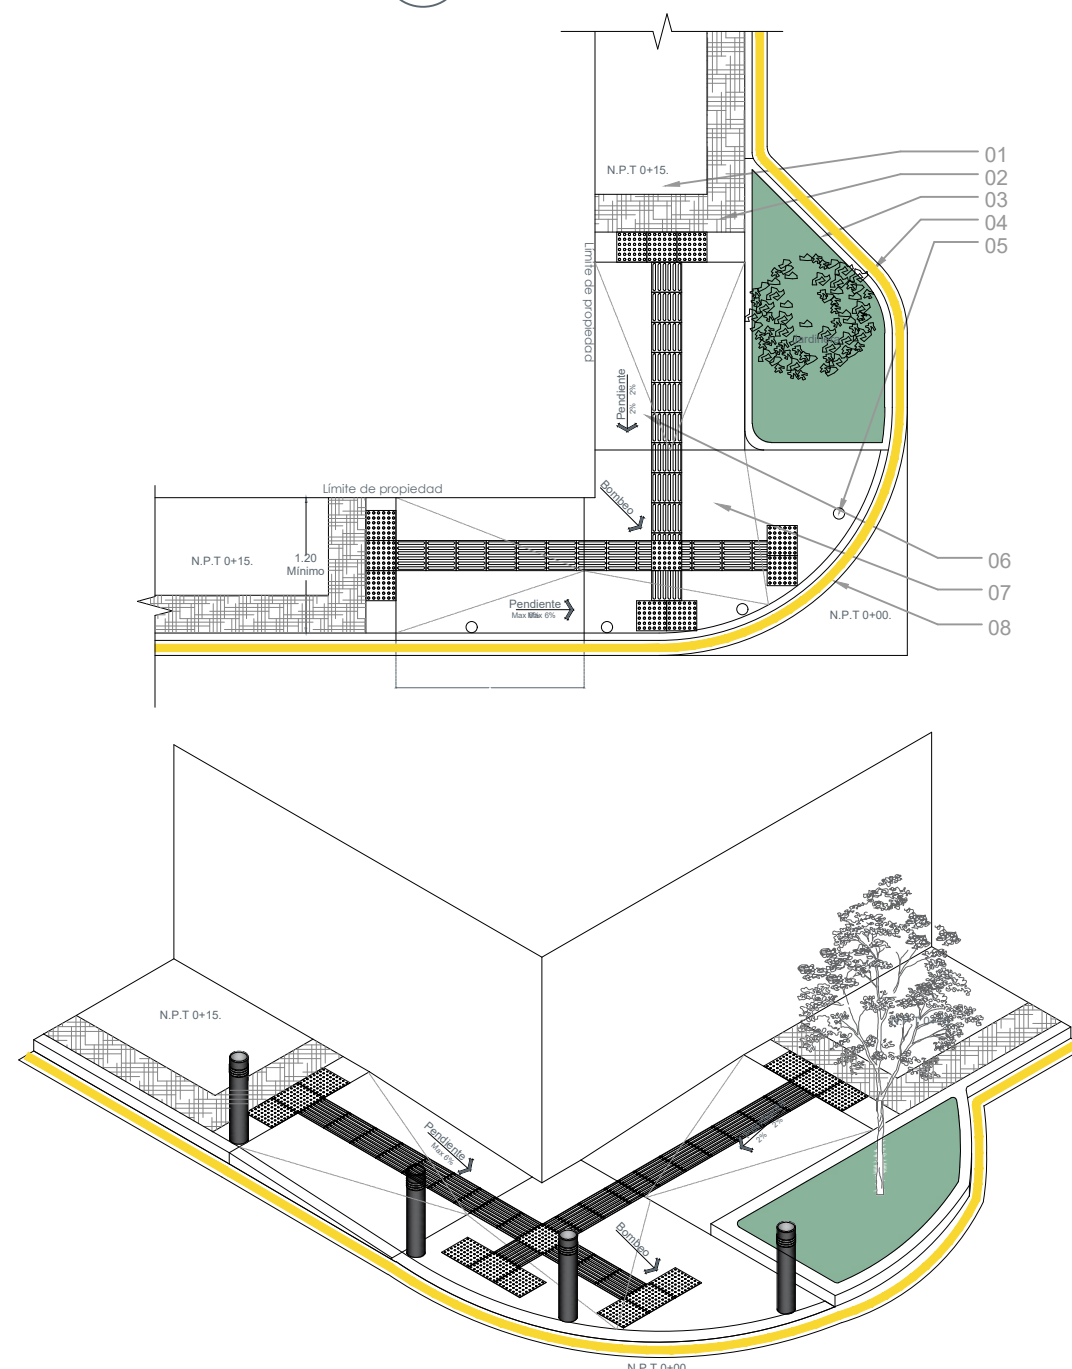 01
N.P.T 0+15.
02
03
04
05
Límite de propiedad
Pendiente
2% 2%
Límite de propiedad
Bombeo
N.P.T 0+15.
1.20
Mínimo
06
07
Pendiente
N.P.T 0+00.
08
N.P.T 0+15.
Pendiente
Max 6%
2% 2%
Bombeo
N.P.T 0+00